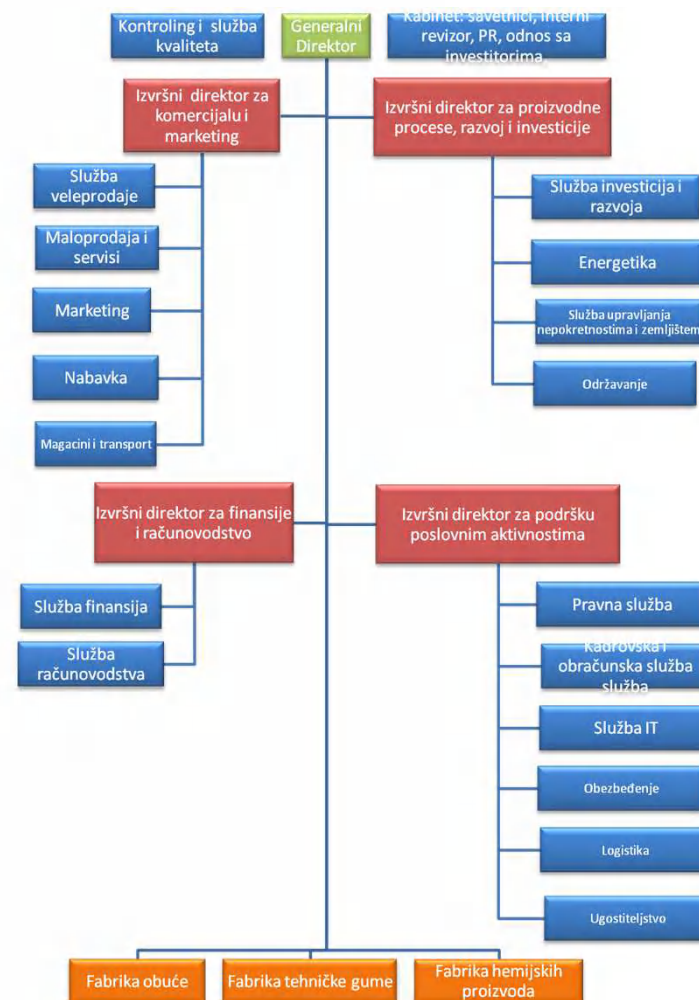 Kontroling i služba
kvaliteta
Generalni
Direktor
Kabinet: savetnici, interni
revizor, PR, odnos sa
investitorima,
Izvršni direktor za
komercijalu i
marketing
Izvršni direktor za proizvodne
procese, razvoj i investicije
Služba
veleprodaje
Maloprodaja i
servisi
Marketing
Nabavka
Magacini i transport
Služba investicija i
razvoja
Energetika
Služba upravljanja
nepokretnostima i zemljištem
Održavanje
Izvršni direktor za finansije
i računovodstvo
Izvršni direktor za podršku
poslovnim aktivnostima
Služba finansija
Služba
računovodstva
Pravna služba
Kadrovska i
obračunska služba
služba
Služba IT
Obezbeđenje
Logistika
Ugostiteljstvo
Fabrika obuće
Fabrika tehničke gume
Fabrika hemijskih
proizvoda